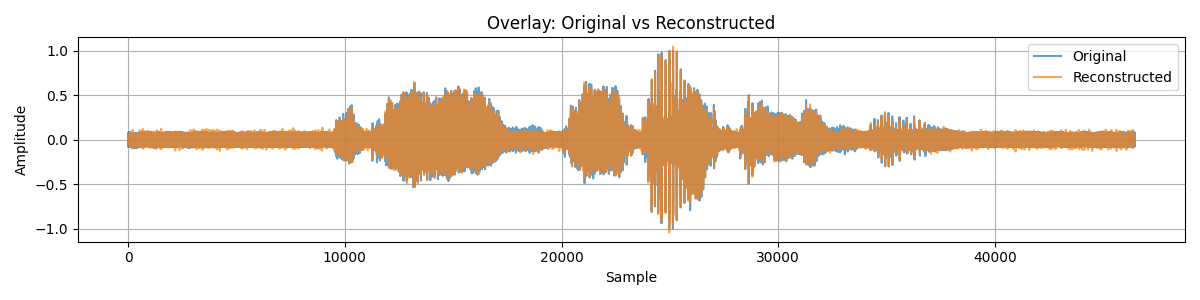 Overlay: Original vs Reconstructed
1.0
0.5
0.0
−0.5
−1.0
Amplitude
Original
Reconstructed
0
10000
20000
30000
40000
Sample